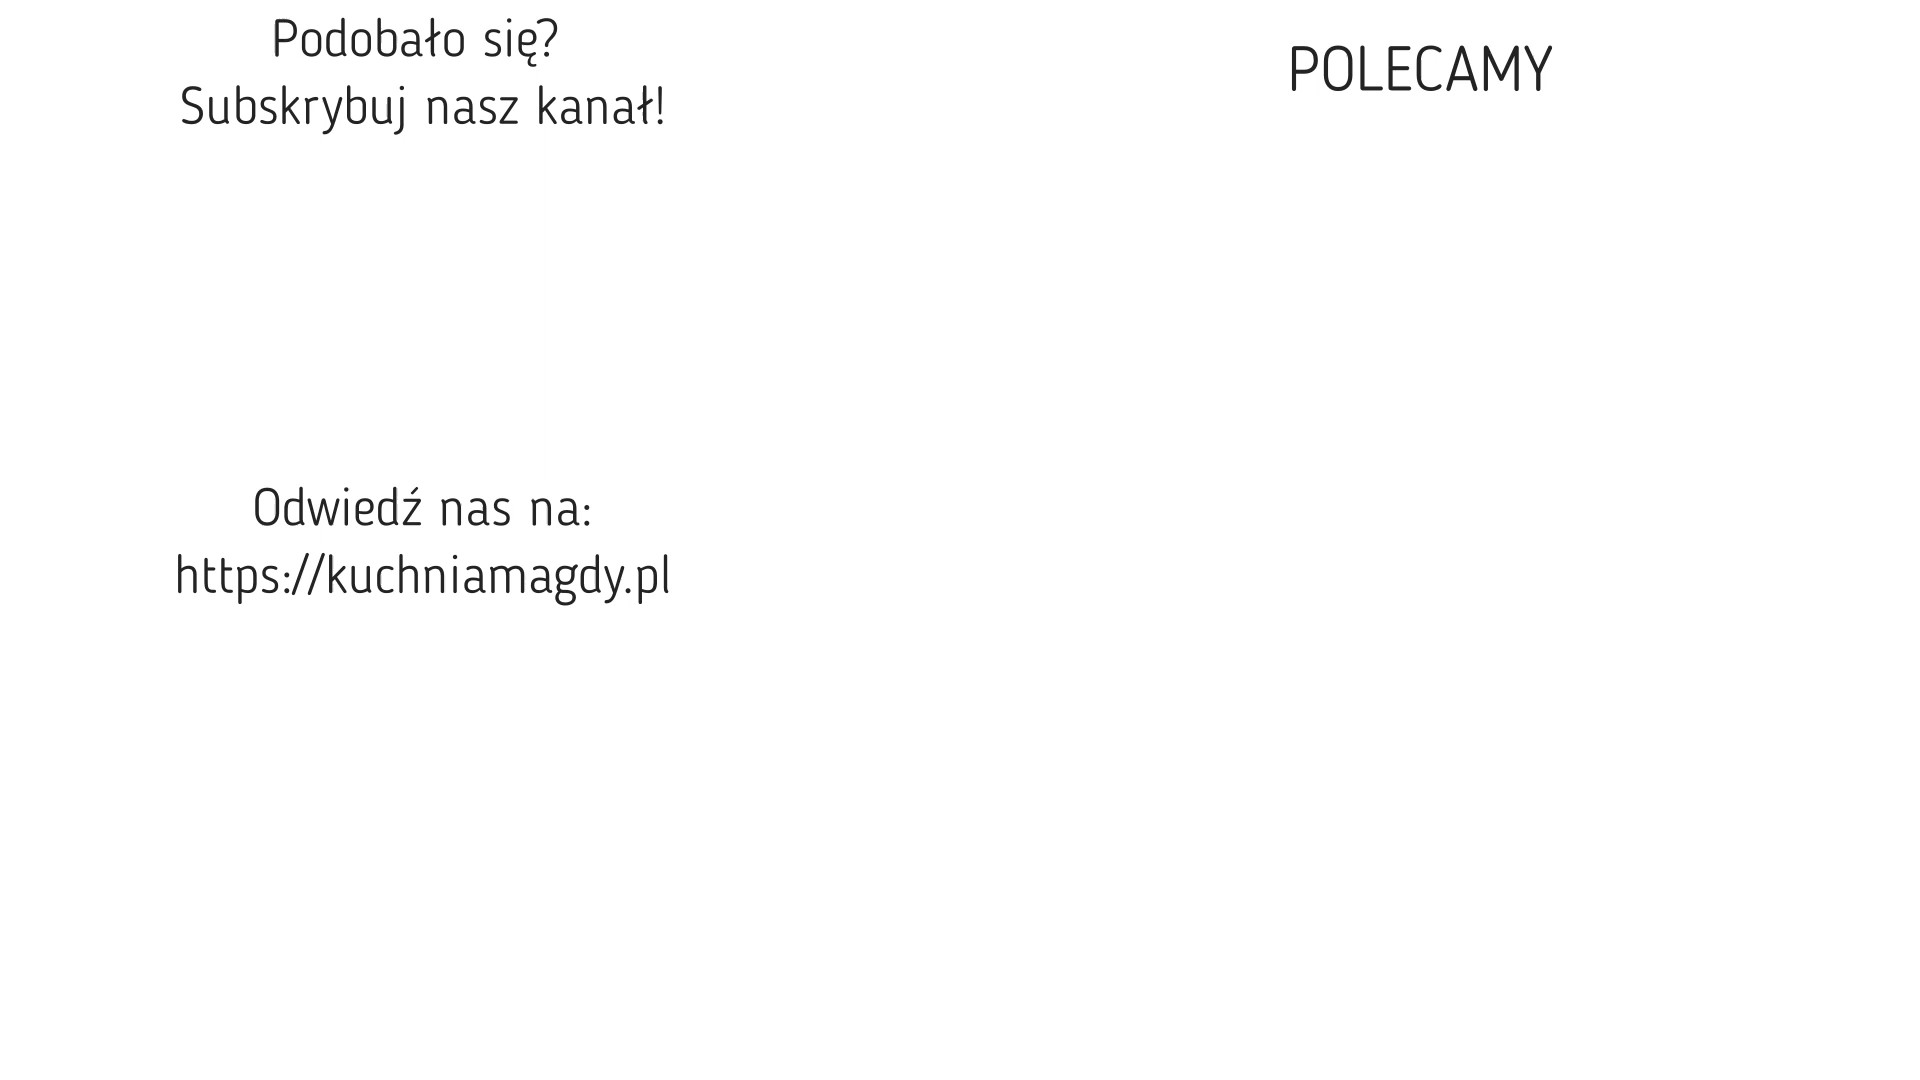 Podobało się?
Subskrybuj nasz kanał!
POLECAMY
Odwiedź nas na:
https://kuchniamagdy.pl